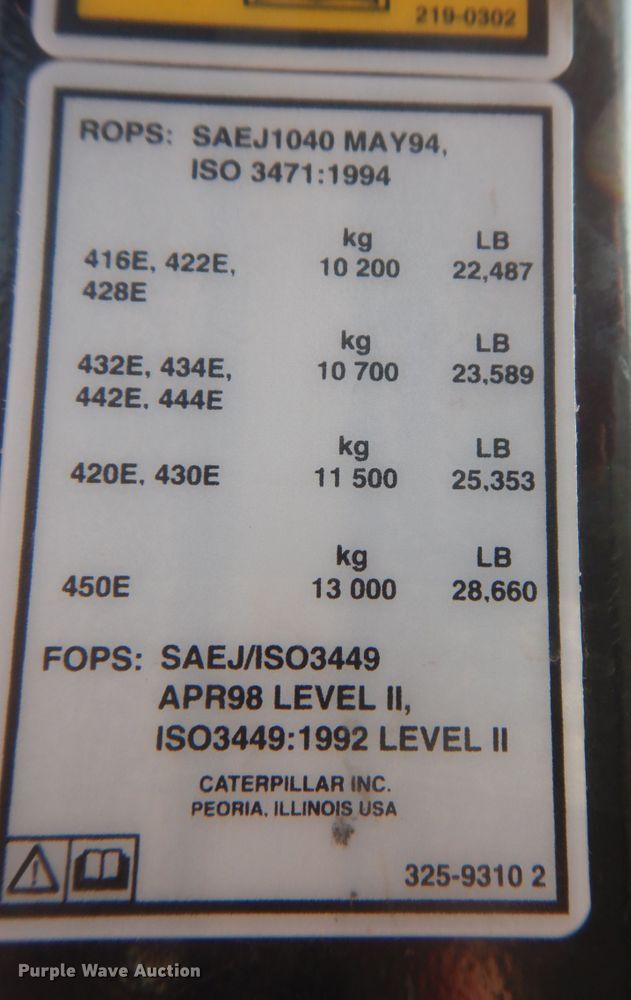 219-0302
ROPS: SAEJ1040 MAY94,
ISO 3471:1994
kg LB
416E, 422E, 10 200 22,487
428E
kg LB
432E, 434E, 10 700 23,589
442E, 444E
kg LB
420E, 430E 11 500 25,353
kg LB
450E 13 000 28,660
FOPS: SAEJ/ISO3449
APR98 LEVEL II,
ISO3449:1992 LEVEL II
CATERPILLAR INC.
PEORIA, ILLINOIS USA
325-9310 2
Purple Wave Auction